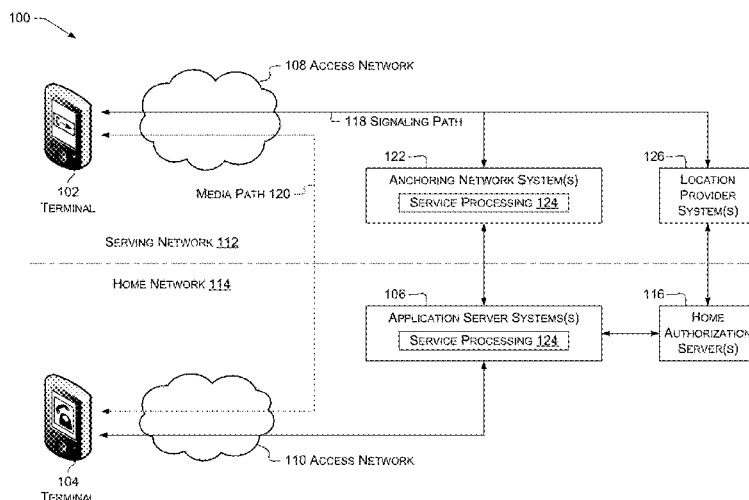 100
108 ACCESS NETWORK
118 SIGNALING PATH
102
TERMINAL
MEDIA PATH 120
122
ANCHORING NETWORK SYSTEM(S)
SERVICE PROCESSING 124
126
LOCATION
PROVIDER
SYSTEM(S)
SERVING NETWORK 112
HOME NETWORK 114
106
APPLICATION SERVER SYSTEMS(S)
SERVICE PROCESSING 124
116
HOME
AUTHORIZATION
SERVER(S)
104
TERMINAL
110 ACCESS NETWORK